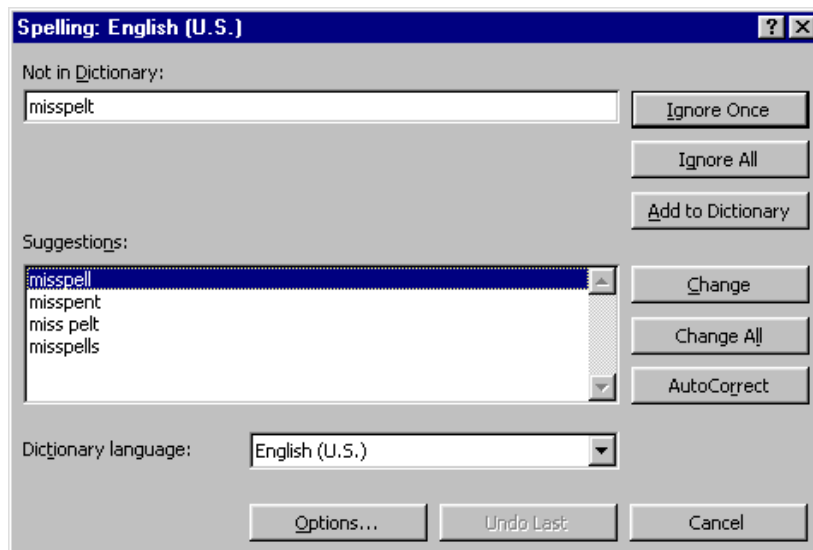 Spelling: English (U.S.)
Not in Dictionary:
misspelt
Ignore Once
Ignore All
Add to Dictionary
Suggestions:
misspell
misspent
miss pelt
misspells
Change
Change All
AutoCorrect
Dictionary language:
English (U.S.)
Options...
Undo Last
Cancel